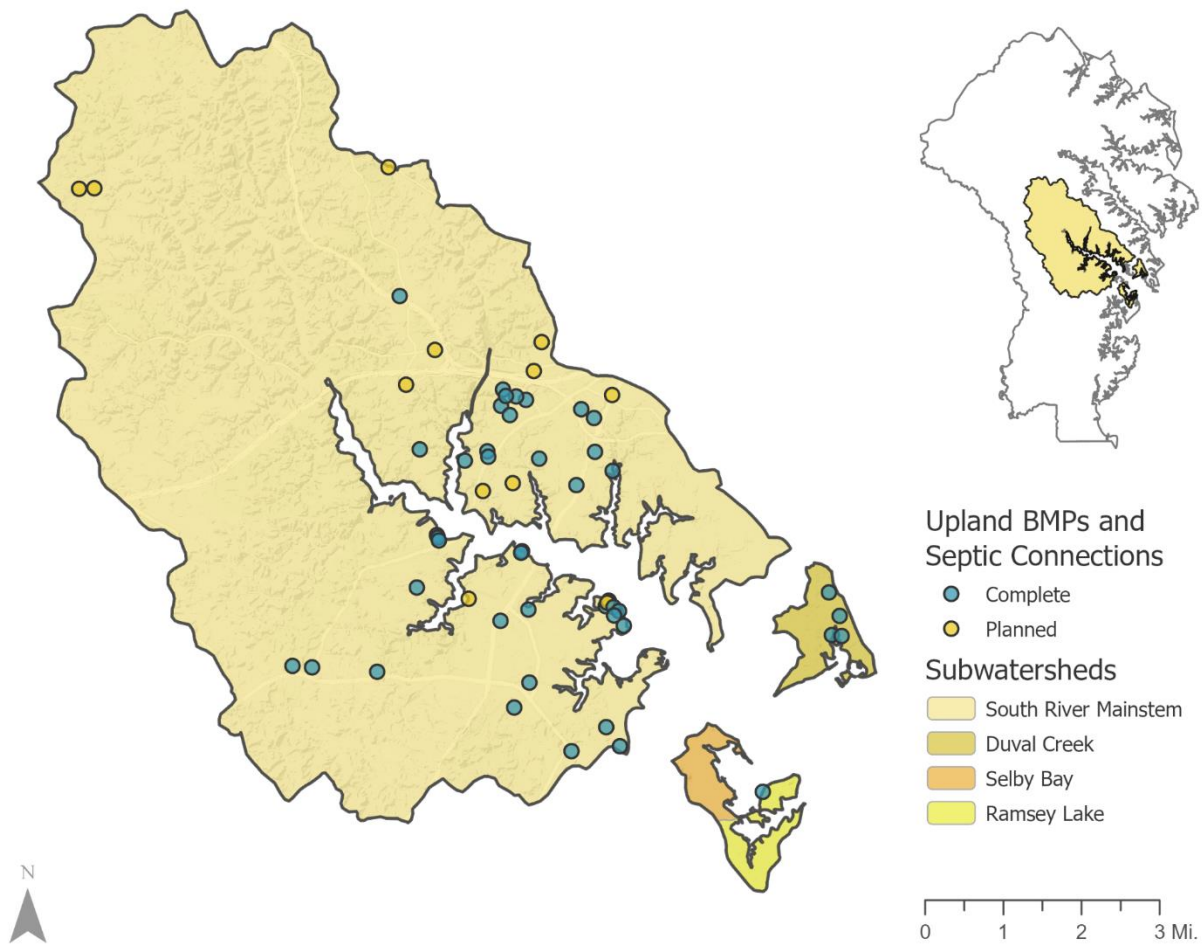 Upland BMPs and
Septic Connections
Complete
Planned
Subwatersheds
South River Mainstem
Duval Creek
Selby Bay
Ramsey Lake
N
0 1 2 3 Mi.